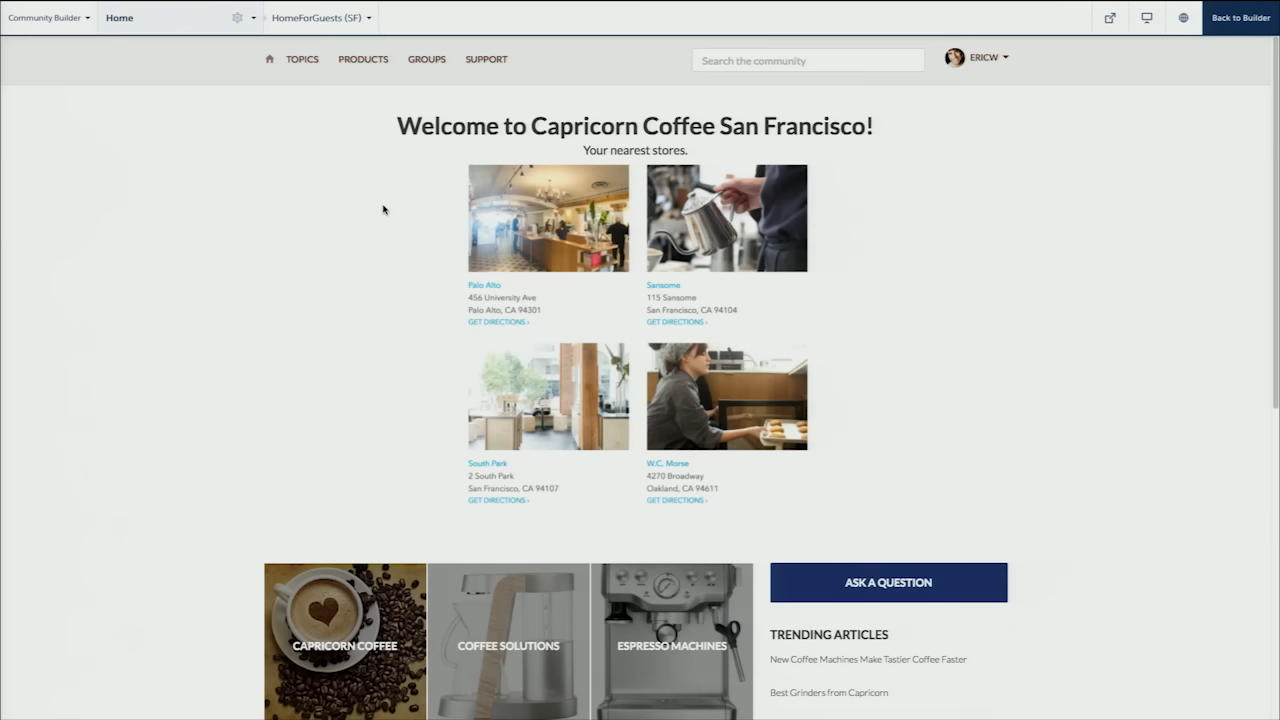 Community Builder
Home
HomeForGuests (SF)
Back to Builder
TOPICS
PRODUCTS
GROUPS
SUPPORT
Search the community
ERICW
Welcome to Capricorn Coffee San Francisco!
Your nearest stores.
Palo Alto
456 University Ave
Palo Alto, CA 94301
GET DIRECTIONS ›
Sansome
115 Sansome
San Francisco, CA 94104
GET DIRECTIONS ›
South Park
2 South Park
San Francisco, CA 94107
GET DIRECTIONS ›
W.C. Morse
4270 Broadway
Oakland, CA 94611
GET DIRECTIONS ›
CAPRICORN COFFEE
COFFEE SOLUTIONS
ESPRESSO MACHINES
ASK A QUESTION
TRENDING ARTICLES
New Coffee Machines Make Tastier Coffee Faster
Best Grinders from Capricorn